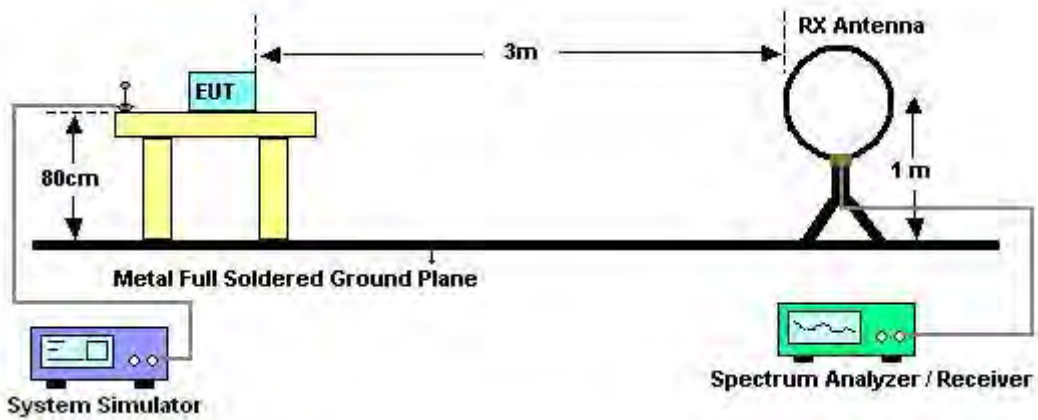 RX Antenna
3m
EUT
80cm
1 m
Metal Full Soldered Ground Plane
System Simulator
Spectrum Analyzer / Receiver